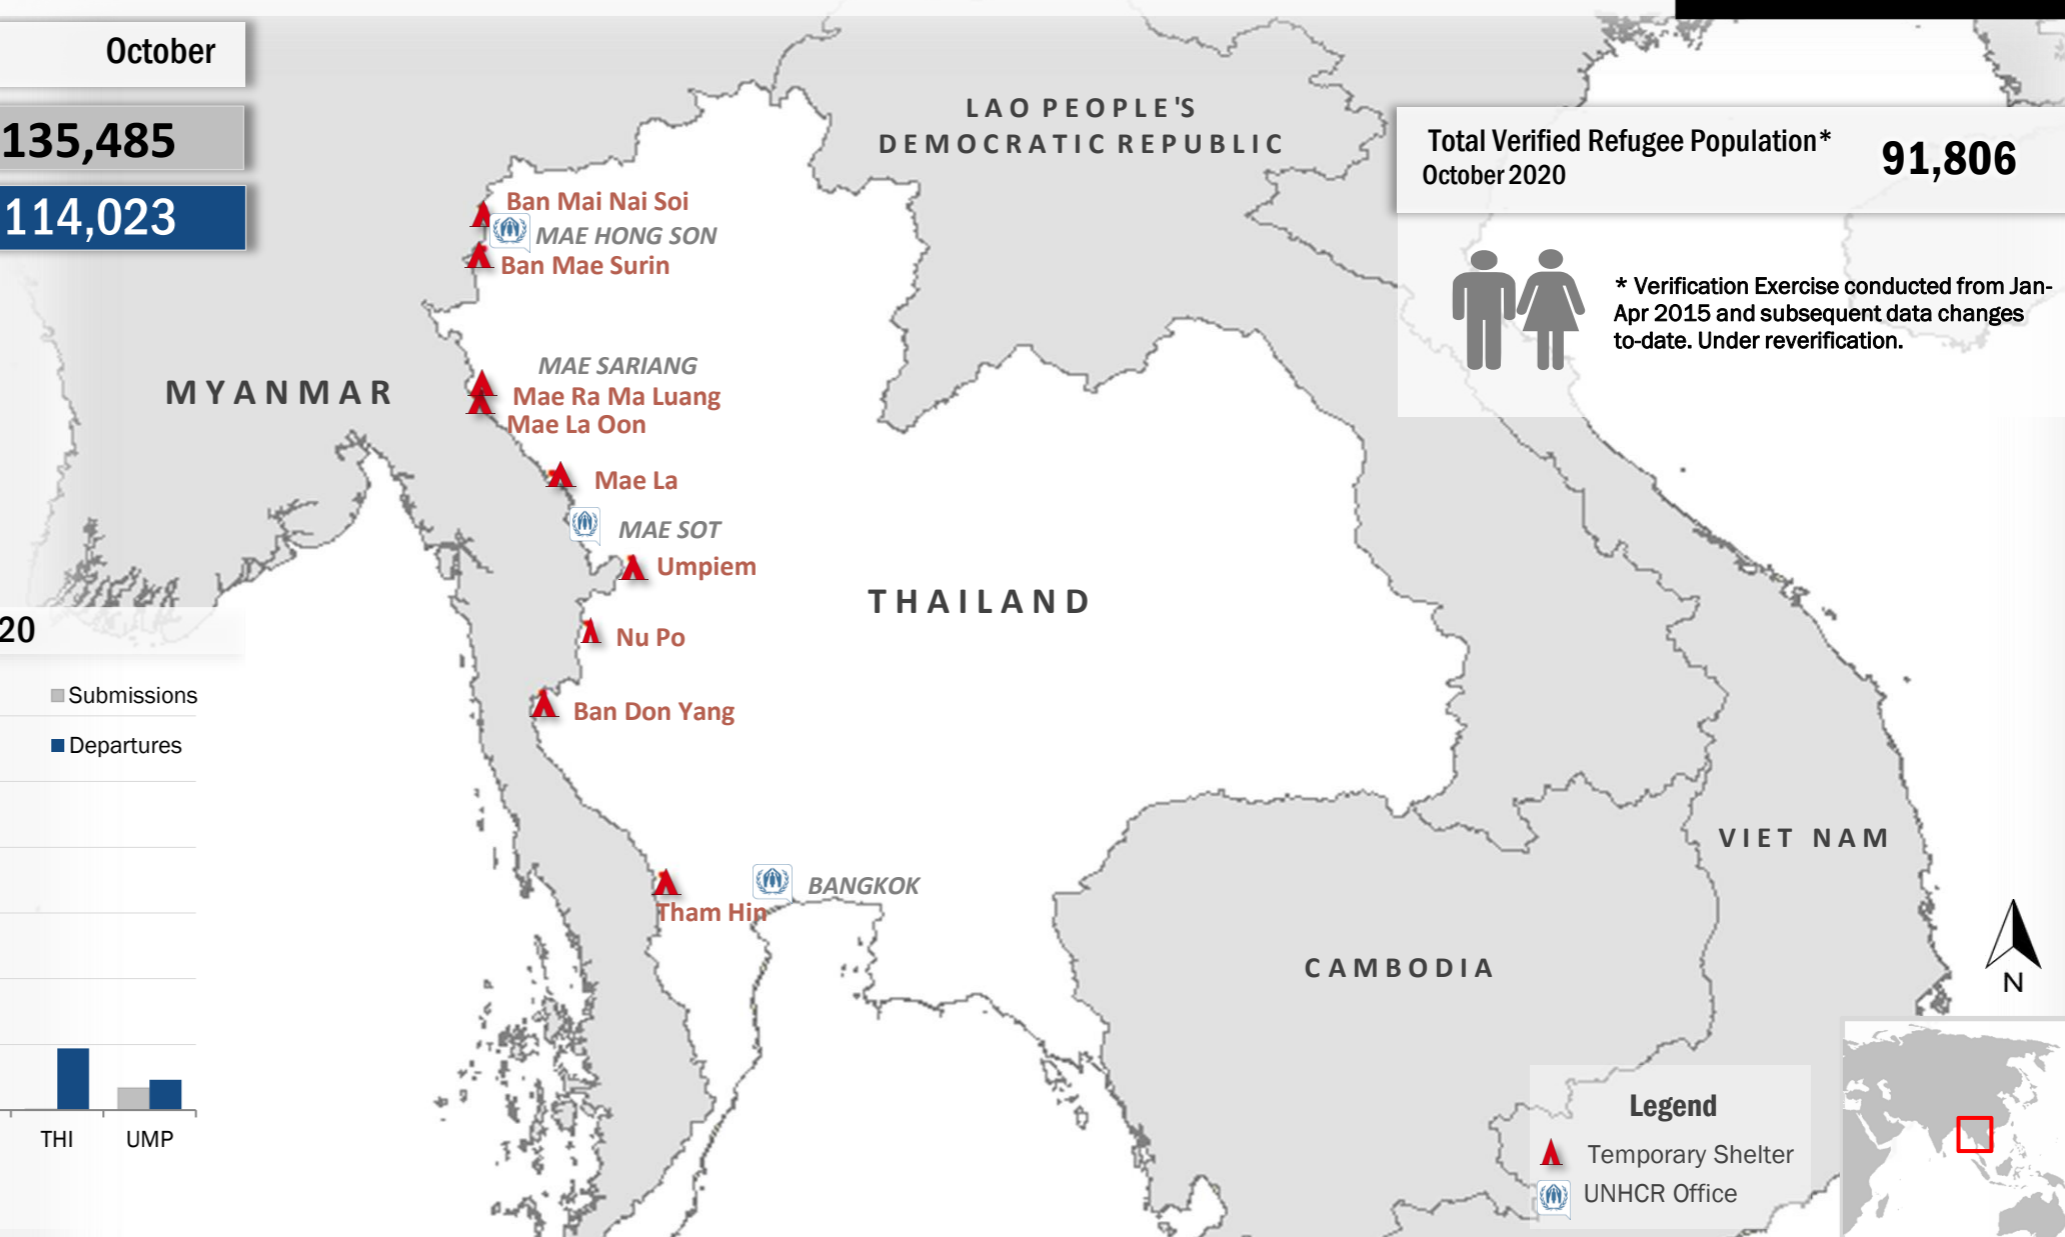 October
135,485
114,023
20
Submissions
Departures
THI
UMP
LAO PEOPLE'S
DEMOCRATIC REPUBLIC
Total Verified Refugee Population*
October 2020
91,806
* Verification Exercise conducted from Jan-
Apr 2015 and subsequent data changes
to-date. Under reverification.
Ban Mai Nai Soi
MAE HONG SON
Ban Mae Surin
MYANMAR
MAE SARIANG
Mae Ra Ma Luang
Mae La Oon
Mae La
MAE SOT
Umpiem
THAILAND
Nu Po
Ban Don Yang
VIET NAM
BANGKOK
Tham Hin
CAMBODIA
N
Legend
Temporary Shelter
UNHCR Office